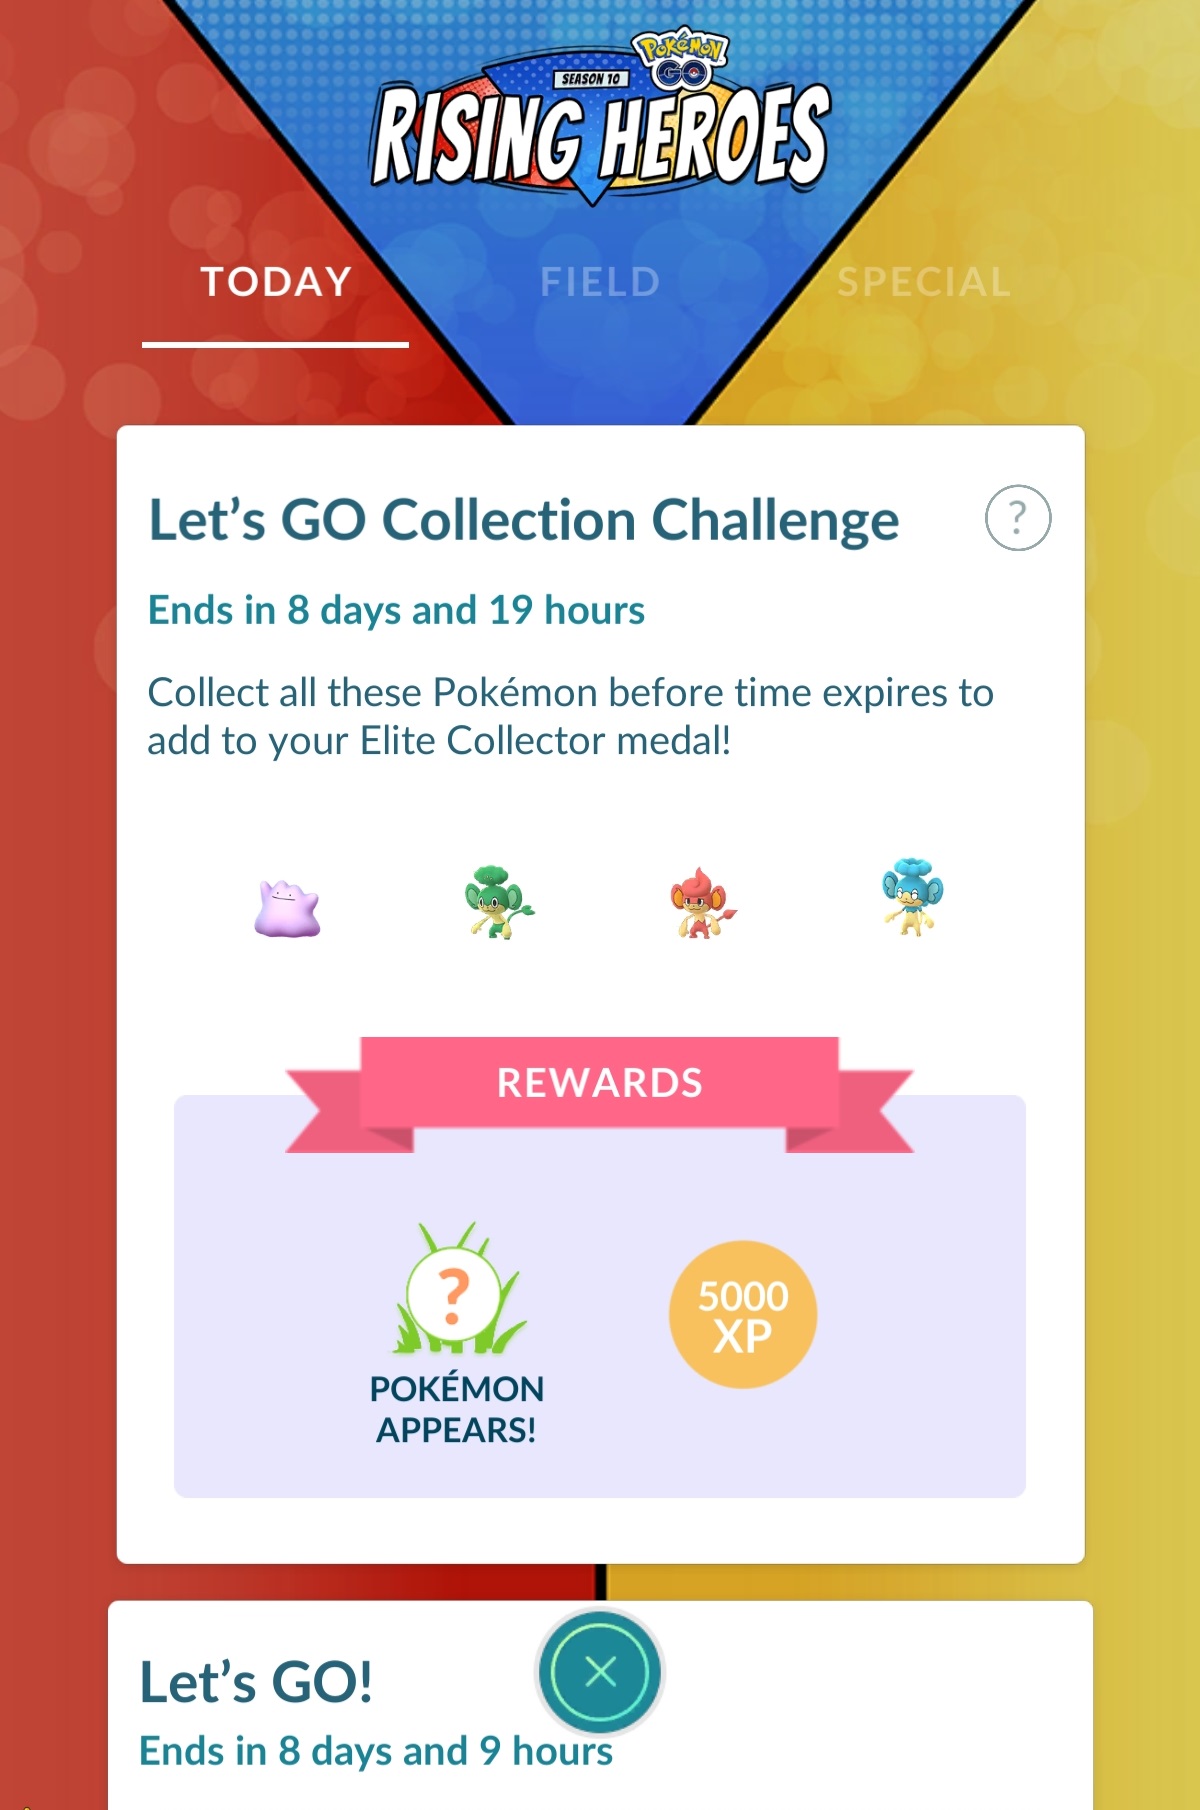 Pokémon
GO
SEASON 10
RISING HEROES
TODAY
FIELD
SPECIAL
Let’s GO Collection Challenge
?
Ends in 8 days and 19 hours
Collect all these Pokémon before time expires to
add to your Elite Collector medal!
REWARDS
?
POKÉMON
APPEARS!
5000
XP
Let’s GO!
Ends in 8 days and 9 hours